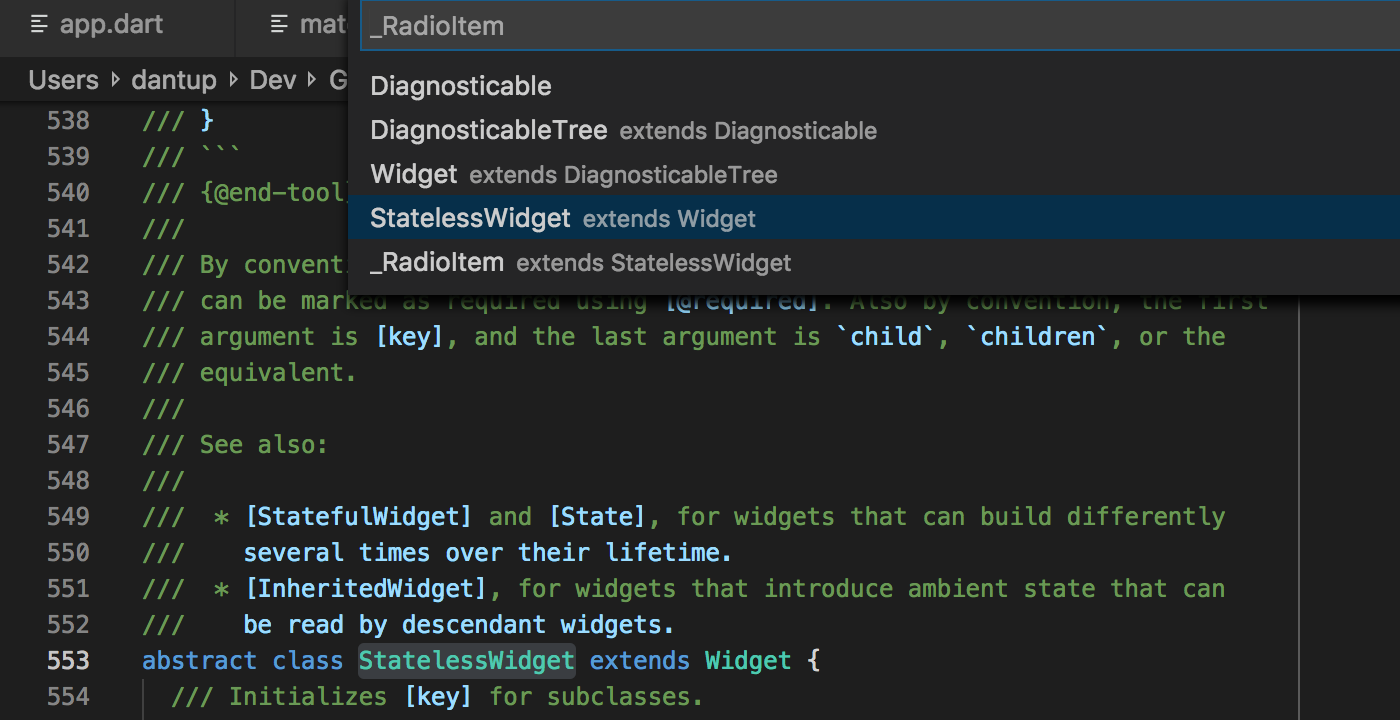 app.dart
mat
_RadioItem
Users > dantup > Dev > G
Diagnosticable
DiagnosticableTree extends Diagnosticable
Widget extends DiagnosticableTree
StatelessWidget extends Widget
_RadioItem extends StatelessWidget
538 /// }
539 /// ```
540 /// {@end-tool
541 ///
542 /// By convent
543 /// can be marked as required using [@required]. Also by convention, the first
544 /// argument is [key], and the last argument is `child`, `children`, or the
545 /// equivalent.
546 ///
547 /// See also:
548 ///
549 ///  * [StatefulWidget] and [State], for widgets that can build differently
550 ///    several times over their lifetime.
551 ///  * [InheritedWidget], for widgets that introduce ambient state that can
552 ///    be read by descendant widgets.
553 abstract class StatelessWidget extends Widget {
554   /// Initializes [key] for subclasses.